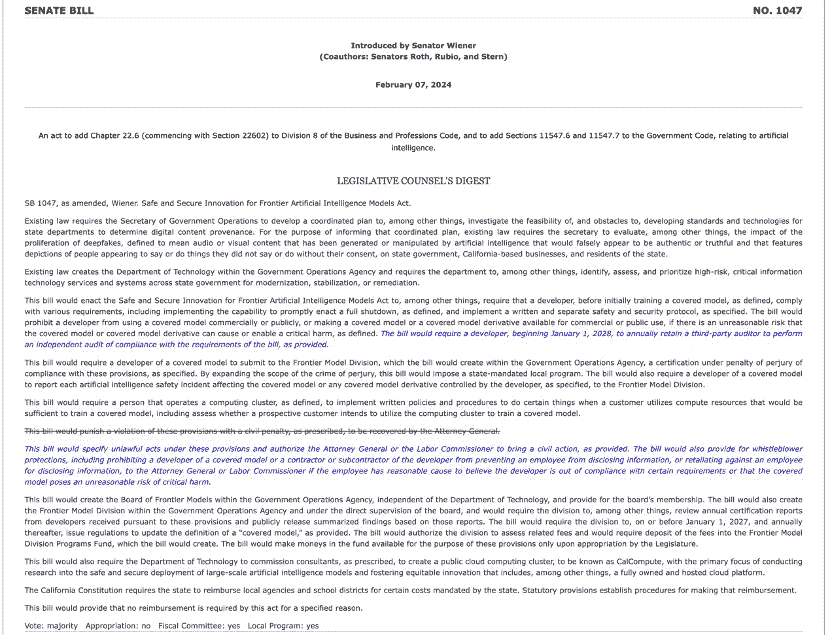 SENATE BILL NO. 1047
Introduced by Senator Wiener
(Coauthors: Senators Roth, Rubio, and Stern)
February 07, 2024
An act to add Chapter 22.6 (commencing with Section 22602) to Division 8 of the Business and Professions Code, and to add Sections 11547.6 and 11547.7 to the Government Code, relating to artificial
intelligence.
LEGISLATIVE COUNSEL'S DIGEST
SB 1047, as amended, Wiener. Safe and Secure Innovation for Frontier Artificial Intelligence Models Act.
Existing law requires the Secretary of Government Operations to develop a coordinated plan to, among other things, investigate the feasibility of, and obstacles to, developing standards and technologies for
state departments to determine digital content provenance. For the purpose of informing that coordinated plan, existing law requires the secretary to evaluate, among other things, the impact of the
proliferation of deepfakes, defined to mean audio or visual content that has been generated or manipulated by artificial intelligence that would falsely appear to be authentic or truthful and that features
depictions of people appearing to say or do things they did not say or do without their consent, on state government, California-based businesses, and residents of the state.
Existing law creates the Department of Technology within the Government Operations Agency and requires the department to, among other things, identify, assess, and prioritize high-risk, critical information
technology services and systems across state government for modernization, stabilization, or remediation.
This bill would enact the Safe and Secure Innovation for Frontier Artificial Intelligence Models Act to, among other things, require that a developer, before initially training a covered model, as defined, comply
with various requirements, including implementing the capability to promptly enact a full shutdown, as defined, and implement a written and separate safety and security protocol, as specified. The bill would
prohibit a developer from using a covered model commercially or publicly, or making a covered model or a covered model derivative available for commercial or public use, if there is an unreasonable risk that
the covered model or covered model derivative can cause or enable a critical harm, as defined. The bill would require a developer, beginning January 1, 2028, to annually retain a third-party auditor to perform
an independent audit of compliance with the requirements of the bill, as provided.
This bill would require a developer of a covered model to submit to the Frontier Model Division, which the bill would create within the Government Operations Agency, a certification under penalty of perjury of
compliance with these provisions, as specified. By expanding the scope of the crime of perjury, this bill would impose a state-mandated local program. The bill would also require a developer of a covered model
to report each artificial intelligence safety incident affecting the covered model or any covered model derivative controlled by the developer, as specified, to the Frontier Model Division.
This bill would require a person that operates a computing cluster, as defined, to implement written policies and procedures to do certain things when a customer utilizes compute resources that would be
sufficient to train a covered model, including assess whether a prospective customer intends to utilize the computing cluster to train a covered model.
This bill would punish a violation of these provisions with a civil penalty, as prescribed, to be recovered by the Attorney General.
This bill would specify unlawful acts under these provisions and authorize the Attorney General or the Labor Commissioner to bring a civil action, as provided. The bill would also provide for whistleblower
protections, including prohibiting a developer of a covered model or a contractor or subcontractor of the developer from preventing an employee from disclosing information, or retaliating against an employee
for disclosing information, to the Attorney General or Labor Commissioner if the employee has reasonable cause to believe the developer is out of compliance with certain requirements or that the covered
model poses an unreasonable risk of critical harm.
This bill would create the Board of Frontier Models within the Government Operations Agency, independent of the Department of Technology, and provide for the board's membership. The bill would also create
the Frontier Model Division within the Government Operations Agency and under the direct supervision of the board, and would require the division to, among other things, review annual certification reports
from developers received pursuant to these provisions and publicly release summarized findings based on those reports. The bill would require the division to, on or before January 1, 2027, and annually
thereafter, issue regulations to update the definition of a "covered model," as provided. The bill would authorize the division to assess related fees and would require deposit of the fees into the Frontier Model
Division Programs Fund, which the bill would create. The bill would make moneys in the fund available for the purpose of these provisions only upon appropriation by the Legislature.
This bill would also require the Department of Technology to commission consultants, as prescribed, to create a public cloud computing cluster, to be known as CalCompute, with the primary focus of conducting
research into the safe and secure deployment of large-scale artificial intelligence models and fostering equitable innovation that includes, among other things, a fully owned and hosted cloud platform.
The California Constitution requires the state to reimburse local agencies and school districts for certain costs mandated by the state. Statutory provisions establish procedures for making that reimbursement.
This bill would provide that no reimbursement is required by this act for a specified reason.
Vote: majority Appropriation: no Fiscal Committee: yes Local Program: yes